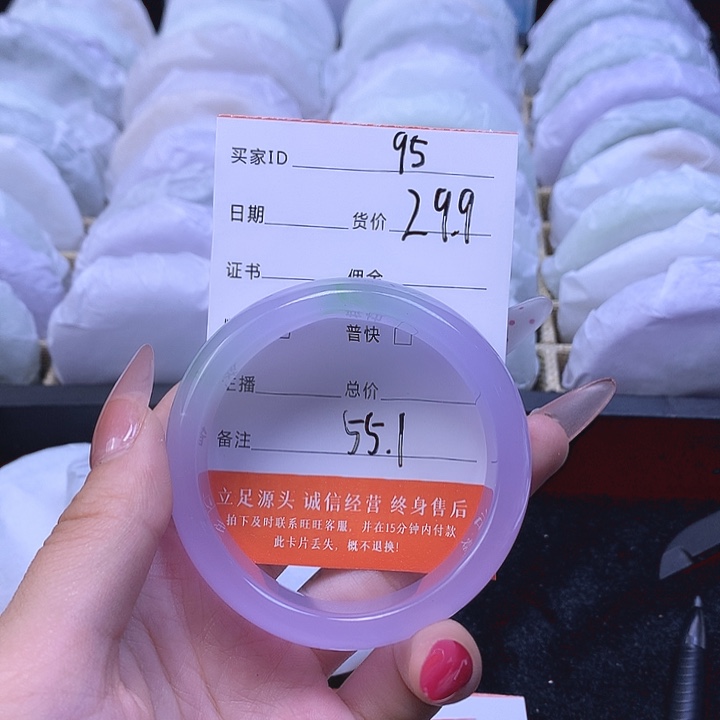 买家ID 95
日期 货价 29.9
证书 佣金
普快
主播 总价
备注 55.1
立足源头 诚信经营 终身售后
拍下及时联系旺旺客服，并在15分钟内付款
此卡片丢失，概不退换!